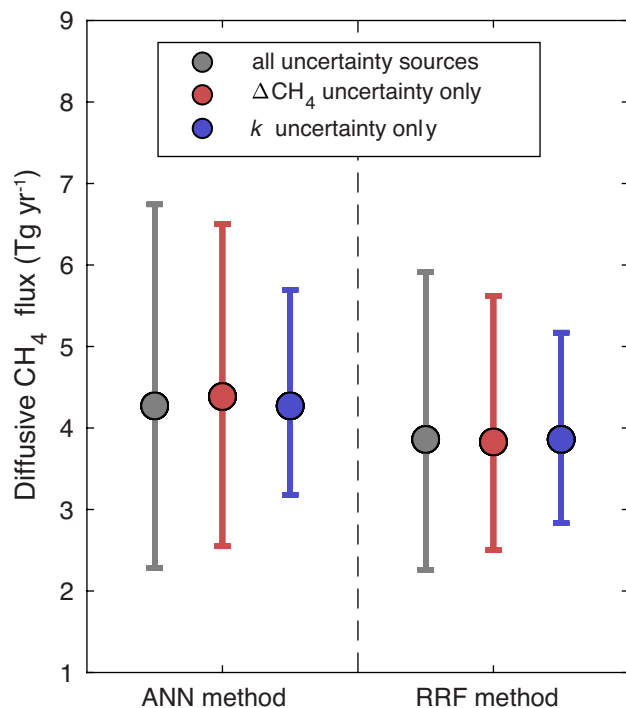 9
8
7
6
5
4
3
2
1
Diffusive CH₄ flux (Tg yr⁻¹)
all uncertainty sources
ΔCH₄ uncertainty only
k uncertainty only
ANN method
RRF method